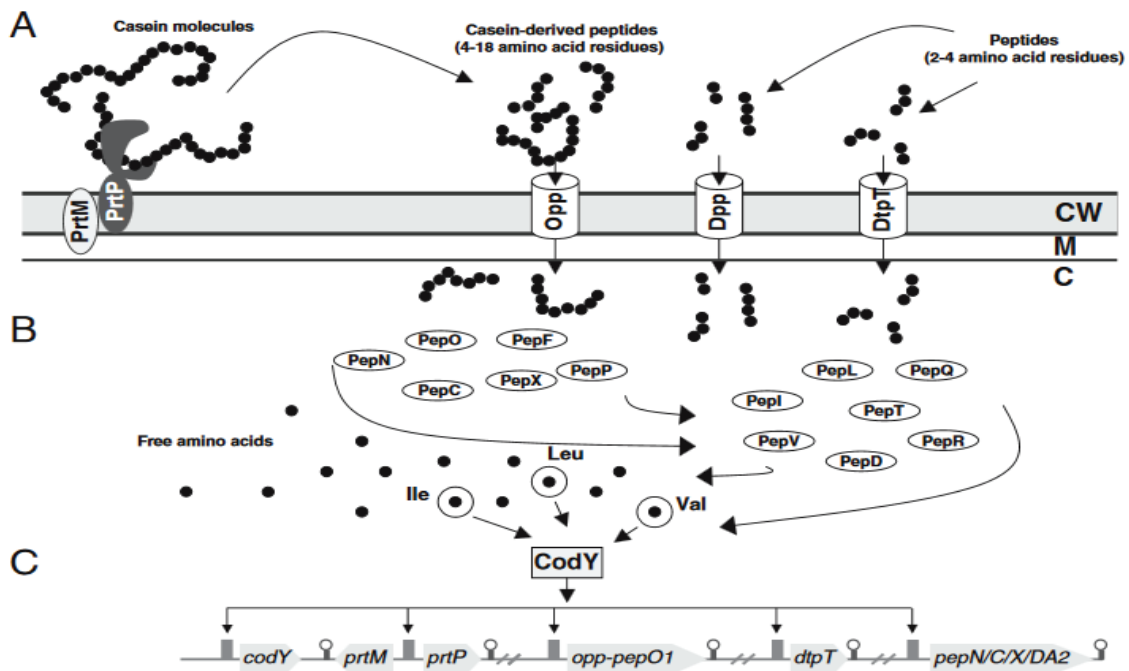 A
Casein molecules
Casein-derived peptides
(4-18 amino acid residues)
Peptides
(2-4 amino acid residues)
PrtM
PrtP
Opp
Dpp
DtpT
CW
M
C
B
PepN
PepO
PepF
PepC
PepX
PepP
PepL
PepQ
PepI
PepT
PepV
PepR
PepD
Free amino acids
Leu
Ile
Val
C
CodY
codY
prtM
prtP
opp-pepO1
dtpT
pepN/C/X/DA2